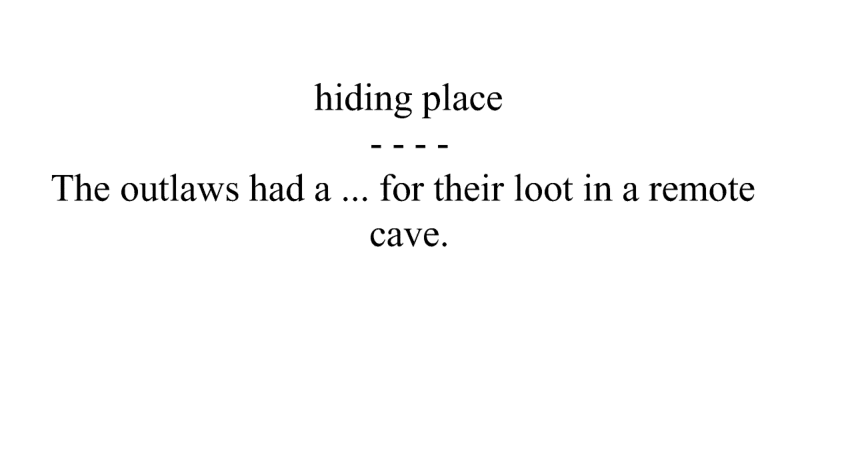 hiding place
- - - -
The outlaws had a ... for their loot in a remote
cave.